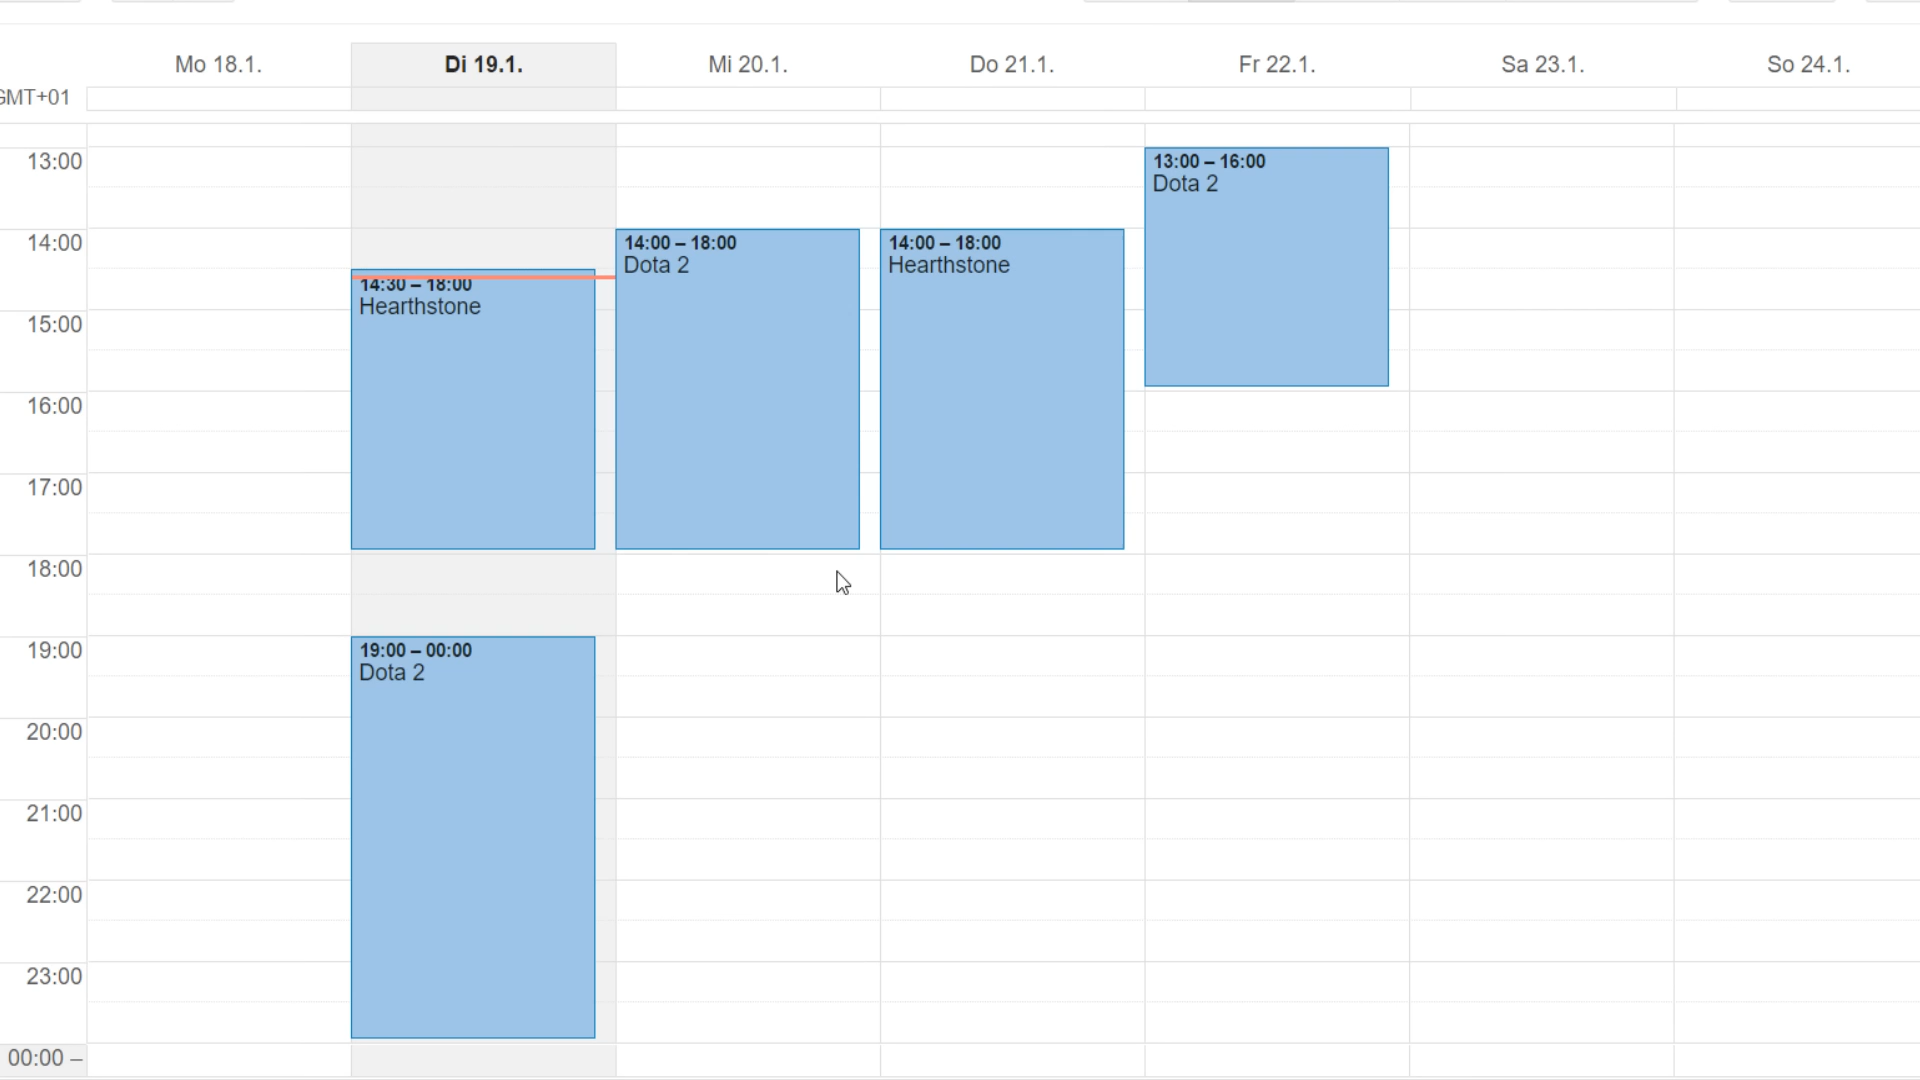 Mo 18.1.
Di 19.1.
Mi 20.1.
Do 21.1.
Fr 22.1.
Sa 23.1.
So 24.1.
GMT+01
13:00
14:00
15:00
16:00
17:00
18:00
19:00
20:00
21:00
22:00
23:00
00:00 –
14:30 – 18:00
Hearthstone
19:00 – 00:00
Dota 2
14:00 – 18:00
Dota 2
14:00 – 18:00
Hearthstone
13:00 – 16:00
Dota 2